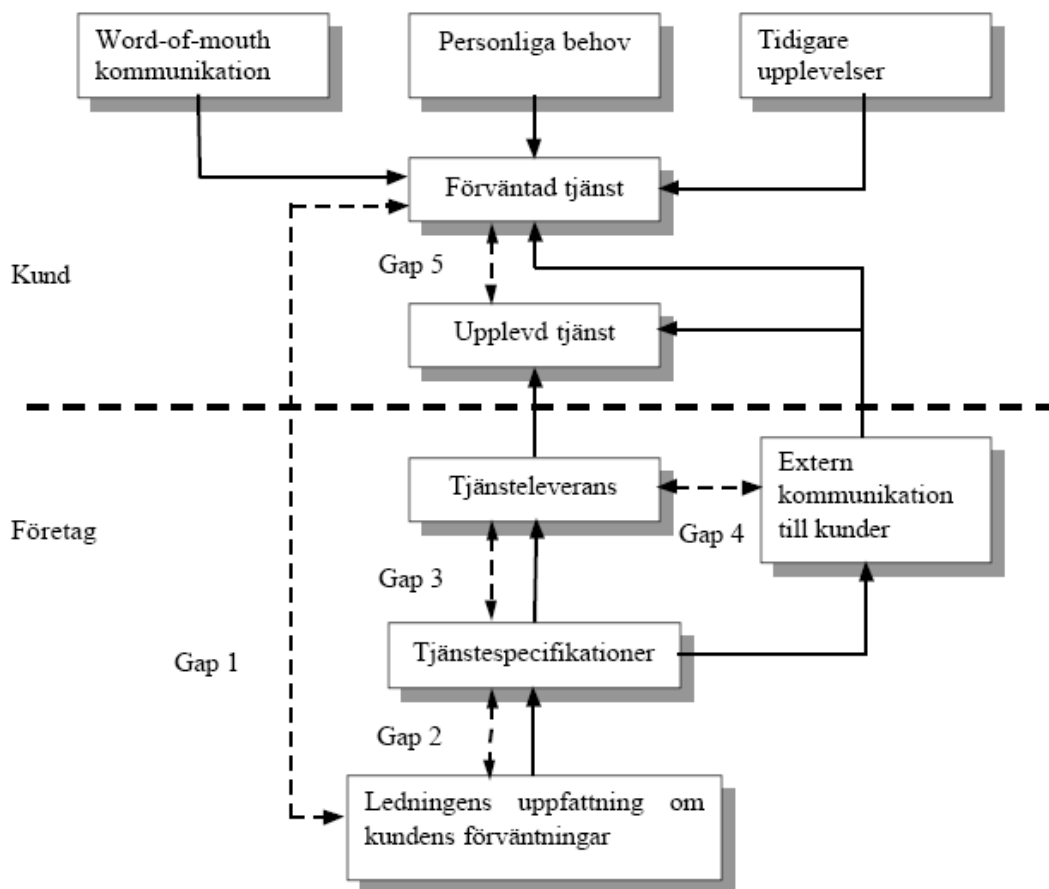 Word-of-mouth
kommunikation
Personliga behov
Tidigare
upplevelser
Förväntad tjänst
Gap 5
Kund
Upplevd tjänst
Tjänsteleverans
Extern
kommunikation
till kunder
Företag
Gap 4
Gap 3
Tjänstespecifikationer
Gap 1
Gap 2
Ledningens uppfattning om
kundens förväntningar